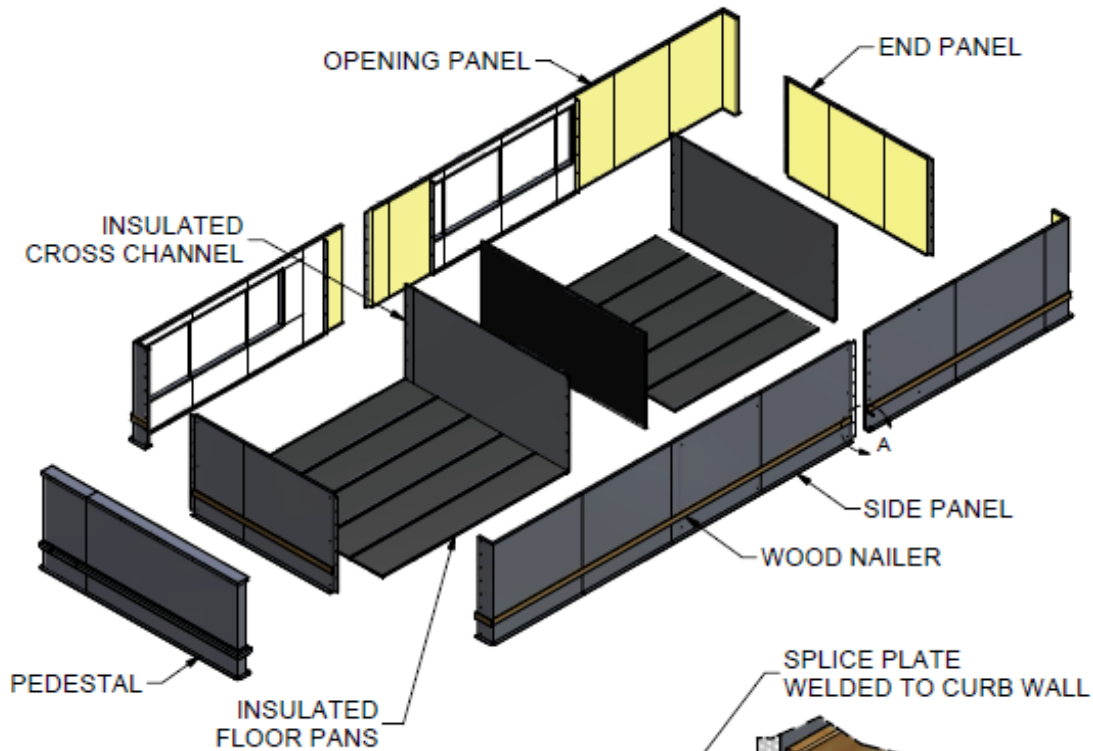 OPENING PANEL
END PANEL
INSULATED
CROSS CHANNEL
A
SIDE PANEL
WOOD NAILER
PEDESTAL
INSULATED
FLOOR PANS
SPLICE PLATE
WELDED TO CURB WALL